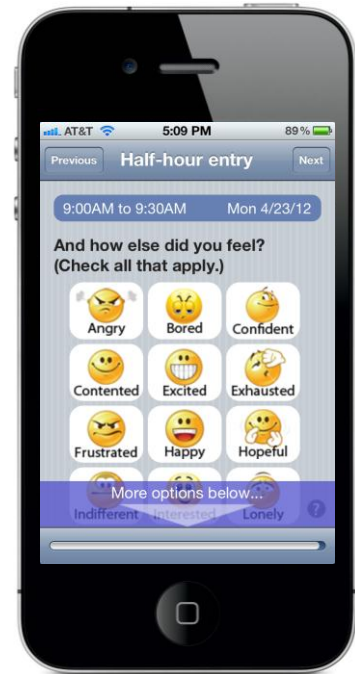 AT&T 5:09 PM 89%
Previous Half-hour entry Next
9:00AM to 9:30AM Mon 4/23/12
And how else did you feel?
(Check all that apply.)
Angry Bored Confident
Contented Excited Exhausted
Frustrated Happy Hopeful
More options below...
Indifferent Interested Lonely ?